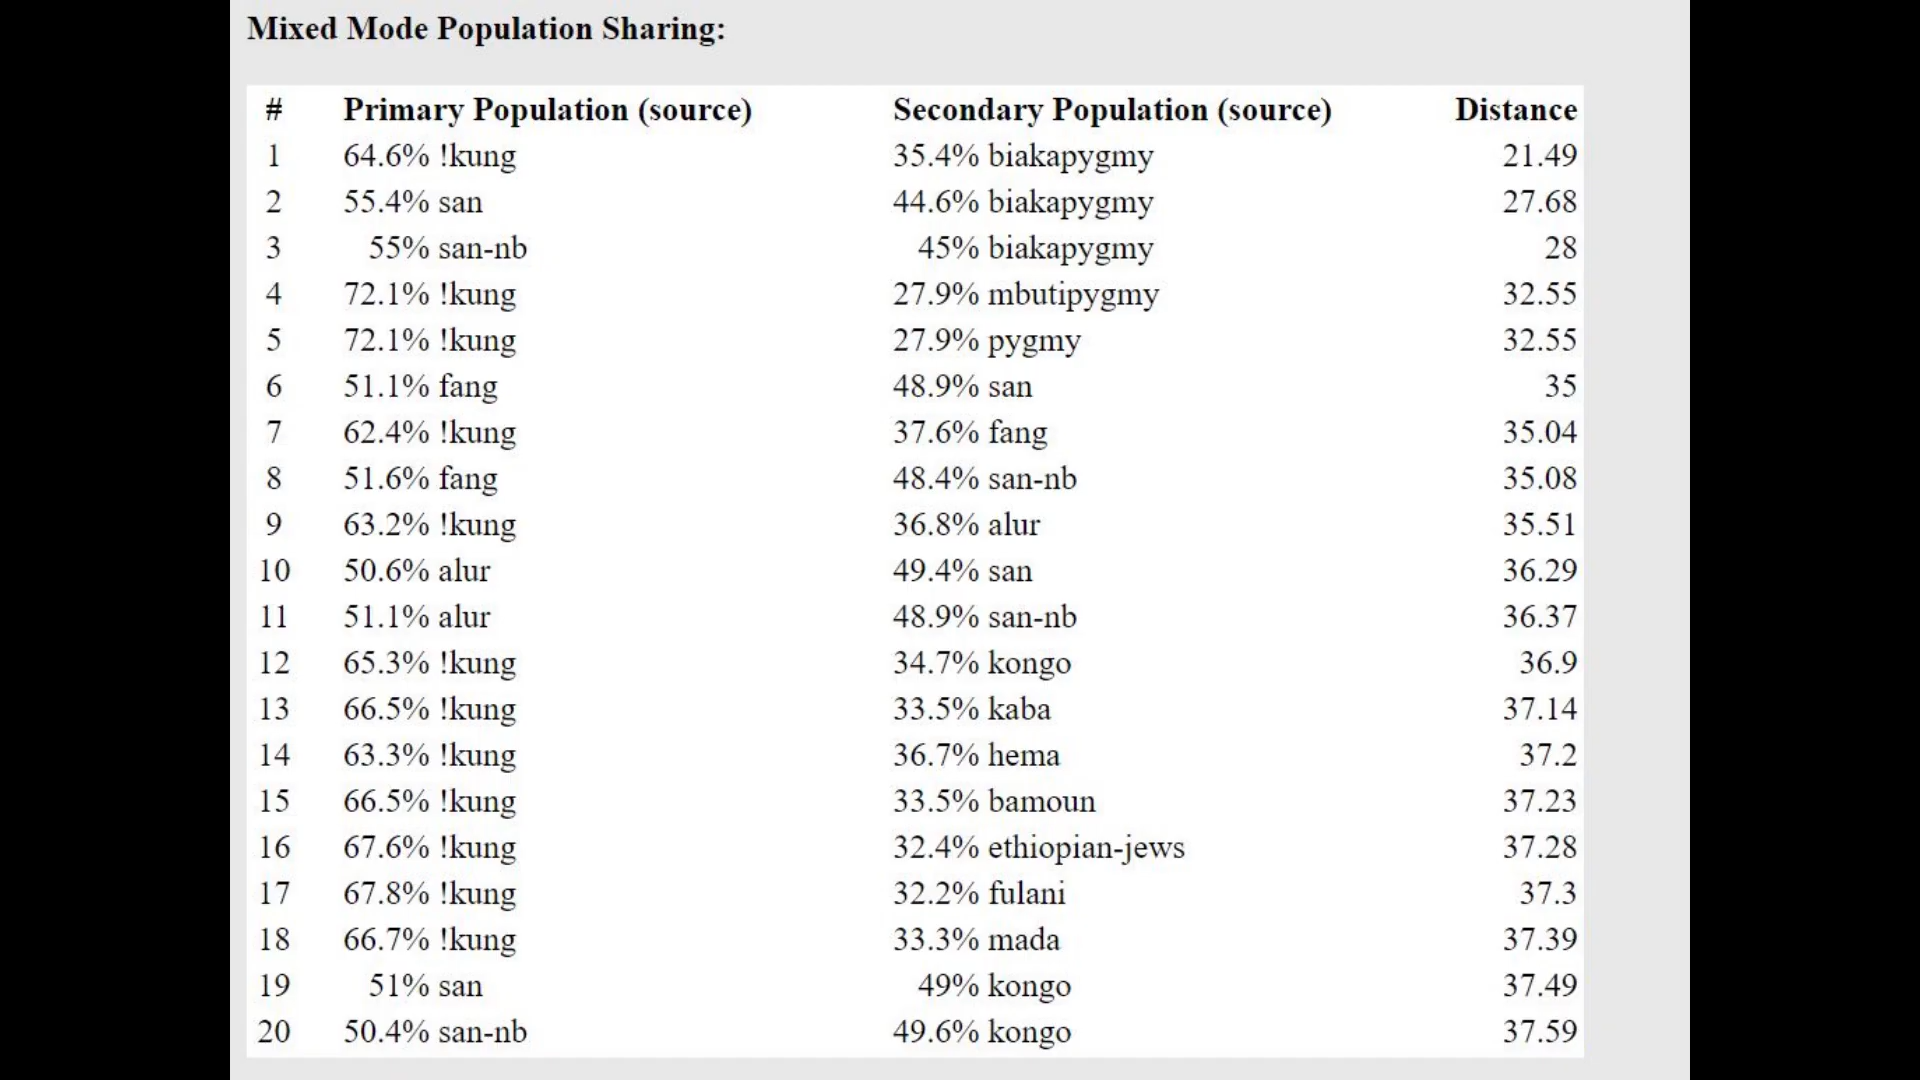 Mixed Mode Population Sharing:
# Primary Population (source) Secondary Population (source) Distance
1 64.6% !kung 35.4% biakapygmy 21.49
2 55.4% san 44.6% biakapygmy 27.68
3 55% san-nb 45% biakapygmy 28
4 72.1% !kung 27.9% mbutipygmy 32.55
5 72.1% !kung 27.9% pygmy 32.55
6 51.1% fang 48.9% san 35
7 62.4% !kung 37.6% fang 35.04
8 51.6% fang 48.4% san-nb 35.08
9 63.2% !kung 36.8% alur 35.51
10 50.6% alur 49.4% san 36.29
11 51.1% alur 48.9% san-nb 36.37
12 65.3% !kung 34.7% kongo 36.9
13 66.5% !kung 33.5% kaba 37.14
14 63.3% !kung 36.7% hema 37.2
15 66.5% !kung 33.5% bamoun 37.23
16 67.6% !kung 32.4% ethiopian-jews 37.28
17 67.8% !kung 32.2% fulani 37.3
18 66.7% !kung 33.3% mada 37.39
19 51% san 49% kongo 37.49
20 50.4% san-nb 49.6% kongo 37.59